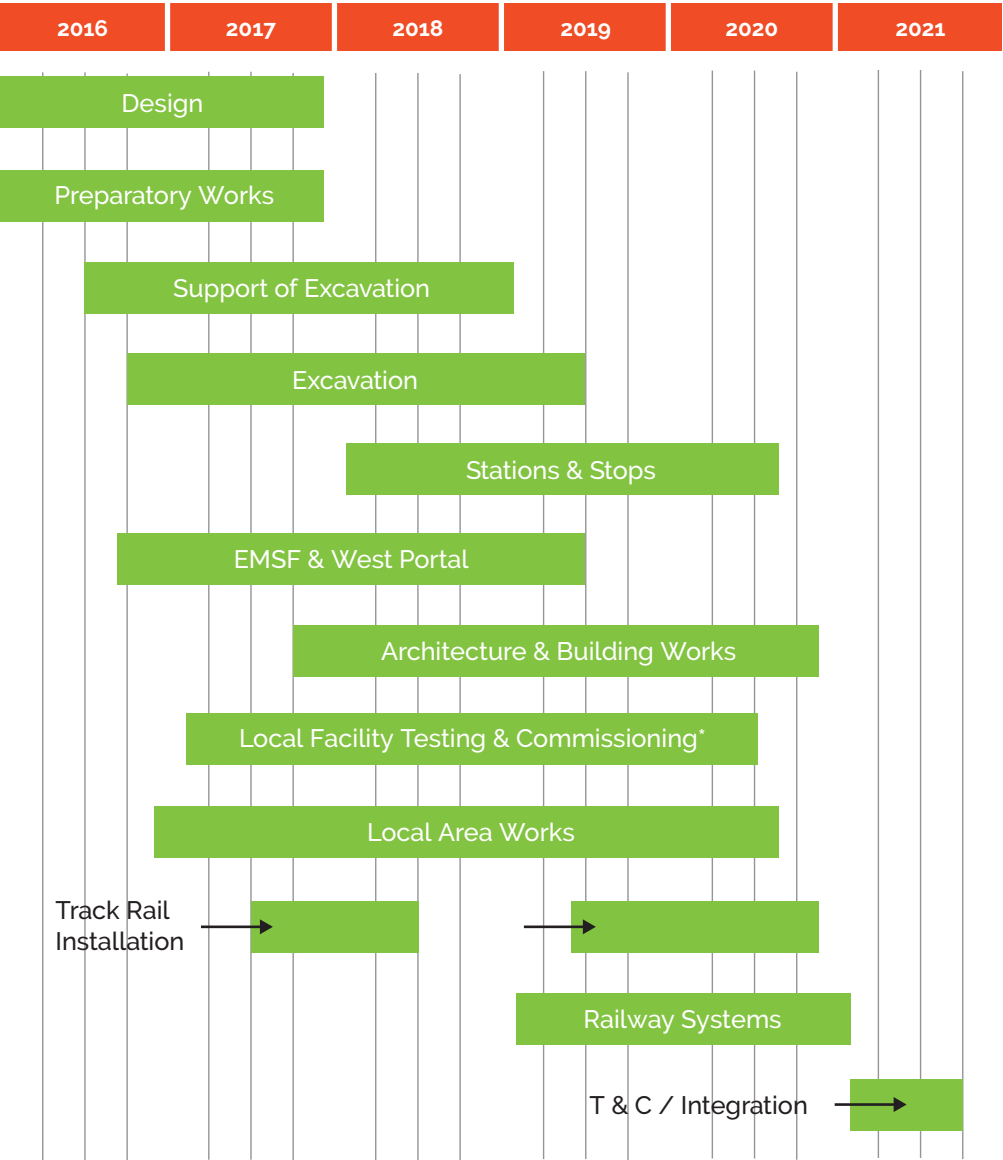 2016 2017 2018 2019 2020 2021
Design
Preparatory Works
Support of Excavation
Excavation
Stations & Stops
EMSF & West Portal
Architecture & Building Works
Local Facility Testing & Commissioning*
Local Area Works
Track Rail
Installation
Railway Systems
T & C / Integration